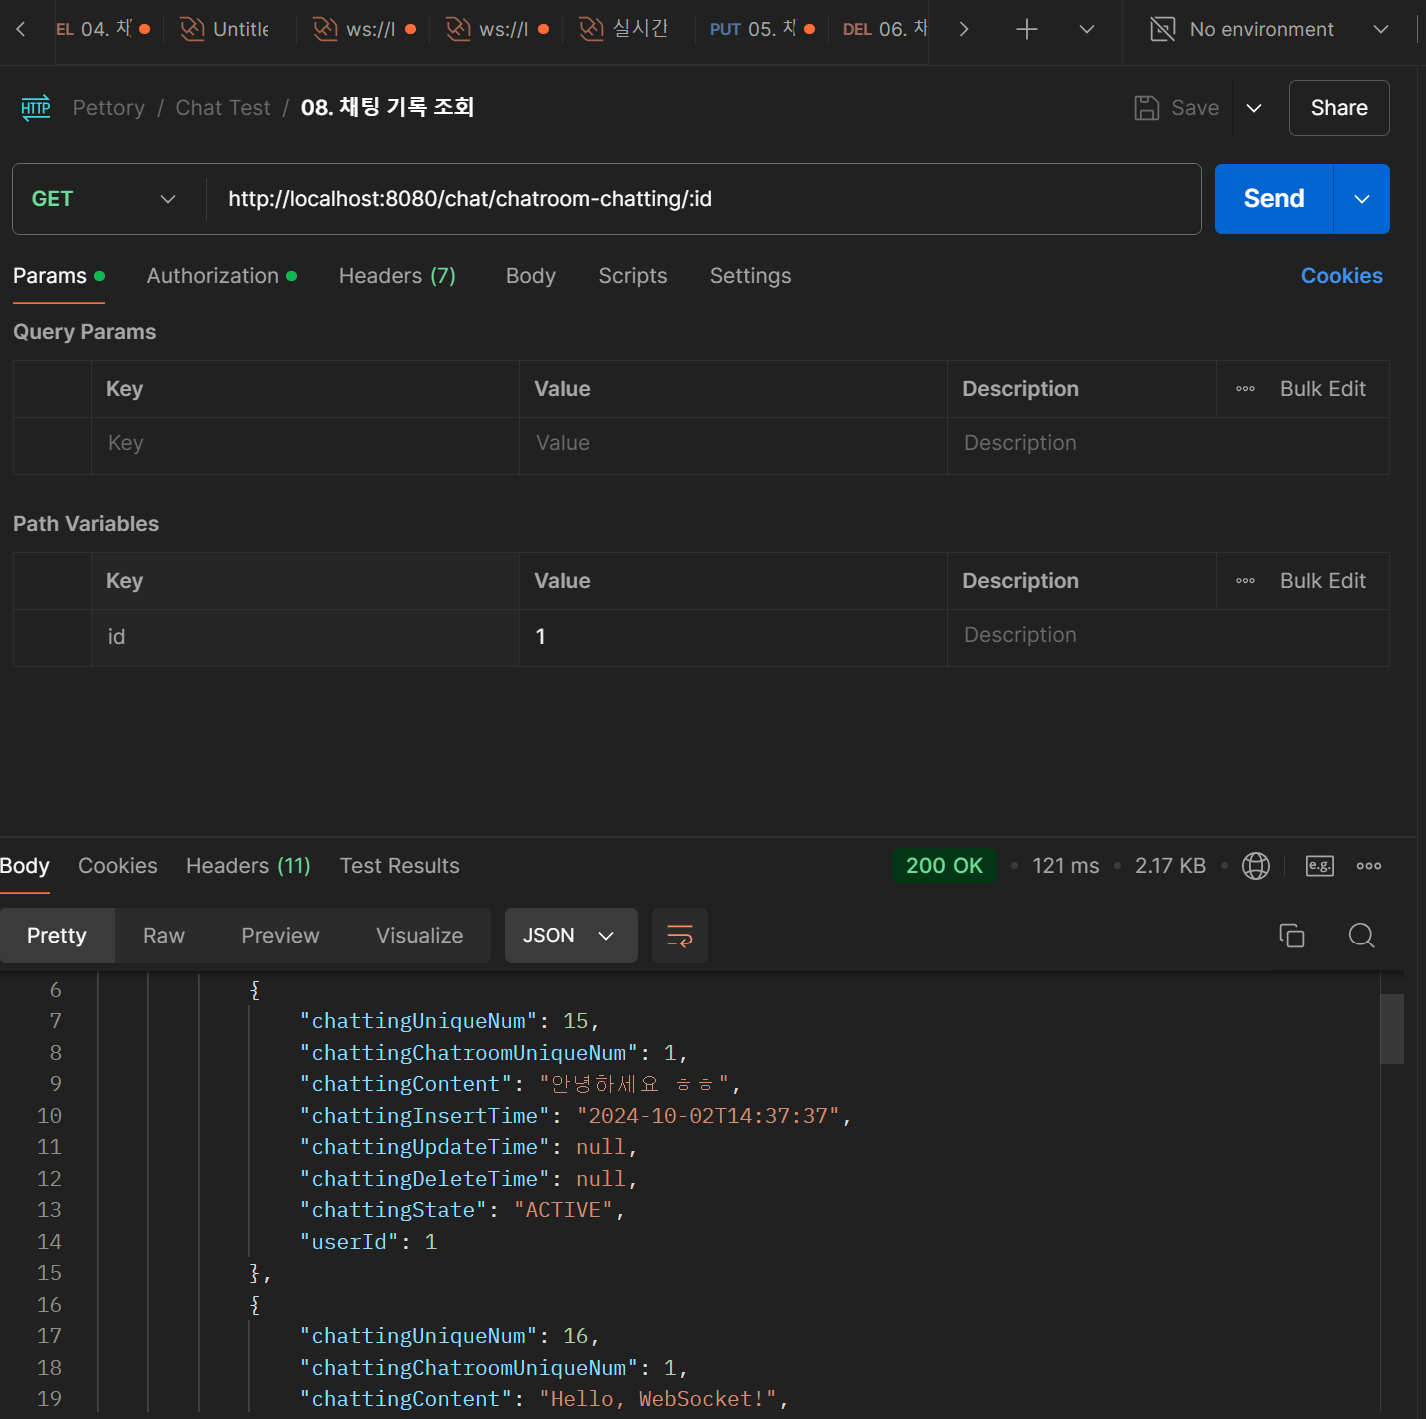 EL 04. 채
Untitle
ws://l
ws://l
실시간
PUT 05. 채
DEL 06. 차
No environment
HTTP Pettory / Chat Test / 08. 채팅 기록 조회
Save
Share
GET
http://localhost:8080/chat/chatroom-chatting/:id
Send
Params
Authorization
Headers (7)
Body
Scripts
Settings
Cookies
Query Params
Key Value Description Bulk Edit
Key Value Description
Path Variables
Key Value Description Bulk Edit
id 1 Description
Body Cookies Headers (11) Test Results 200 OK 121 ms 2.17 KB e.g.
Pretty Raw Preview Visualize JSON
6 {
7 "chattingUniqueNum": 15,
8 "chattingChatroomUniqueNum": 1,
9 "chattingContent": "안녕하세요 ㅎㅎ",
10 "chattingInsertTime": "2024-10-02T14:37:37",
11 "chattingUpdateTime": null,
12 "chattingDeleteTime": null,
13 "chattingState": "ACTIVE",
14 "userId": 1
15 },
16 {
17 "chattingUniqueNum": 16,
18 "chattingChatroomUniqueNum": 1,
19 "chattingContent": "Hello, WebSocket!",